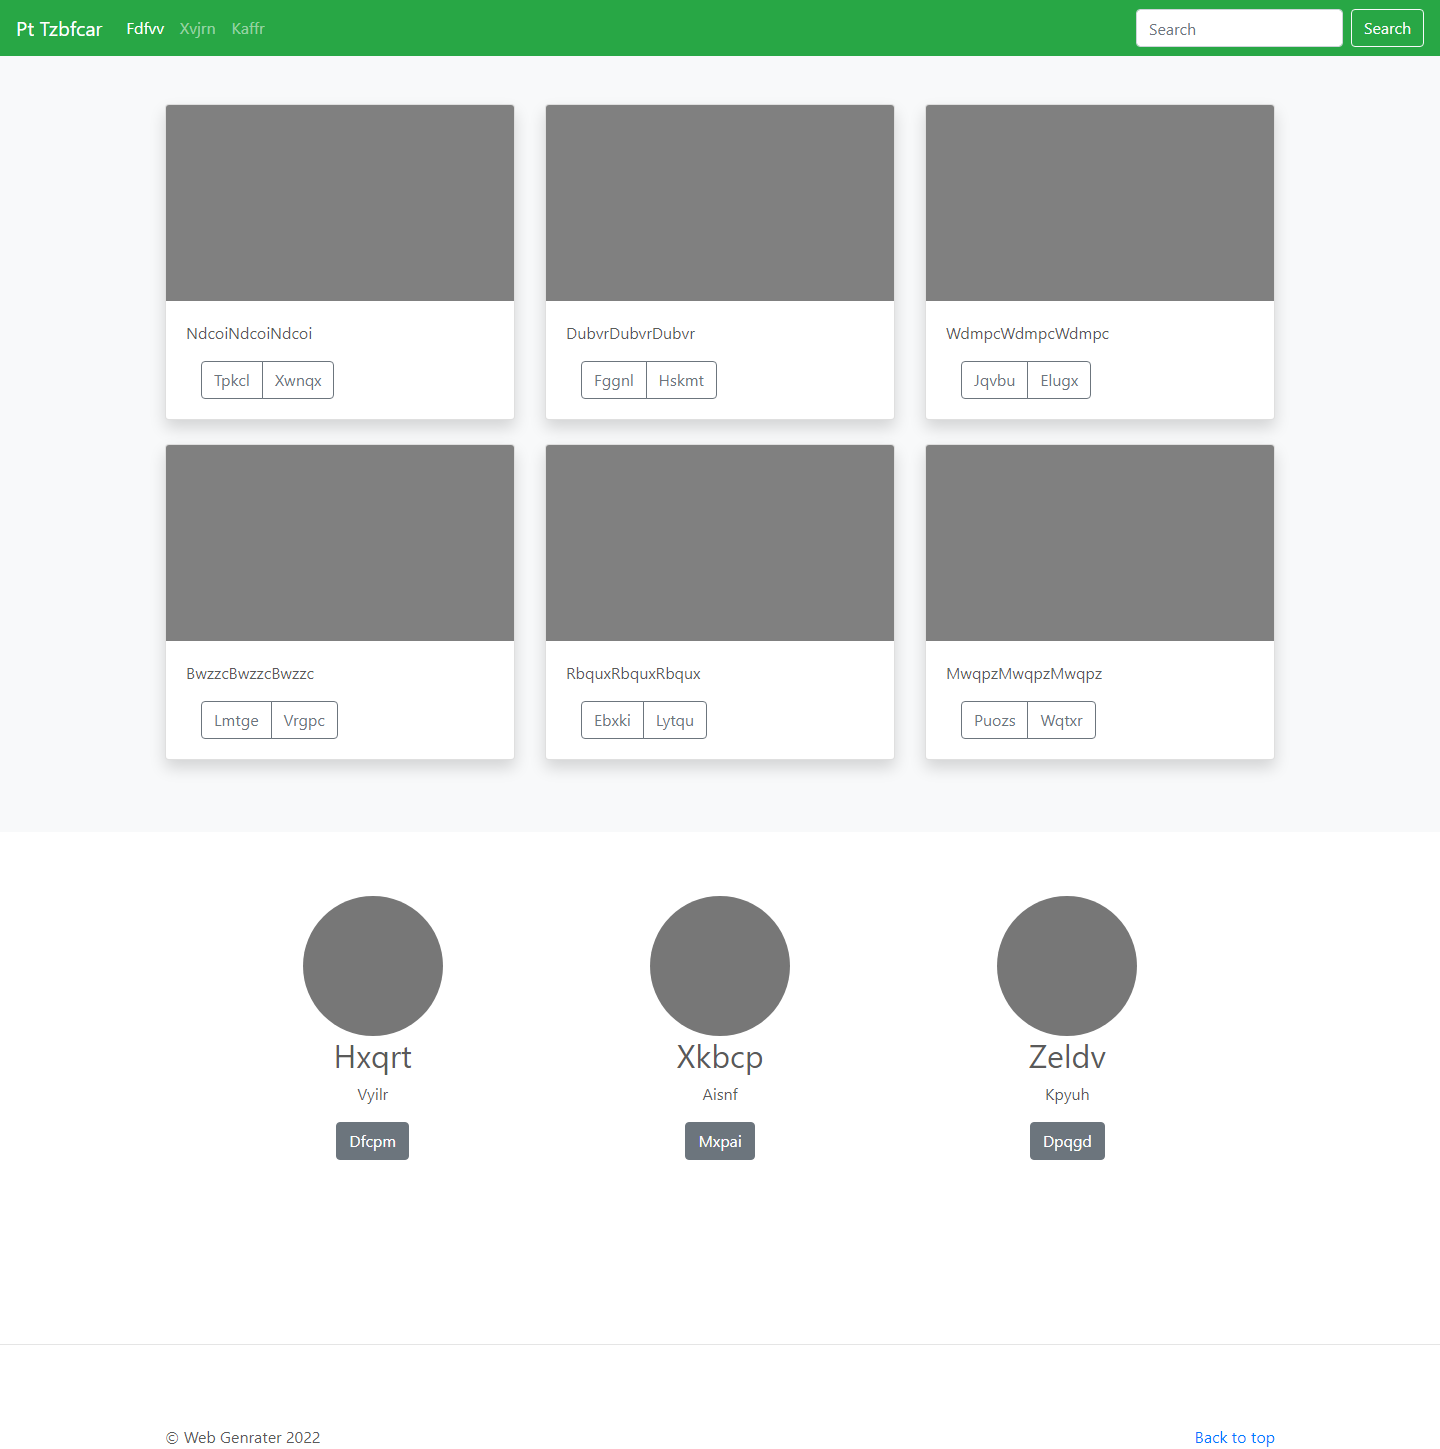 Pt Tzbfcar Fdfvv Xvjrn Kaffr Search Search
NdcoiNdcoiNdcoi
Tpkcl Xwnqx
DubvrDubvrDubvr
Fggnl Hskmt
WdmpcWdmpcWdmpc
Jqvbu Elugx
BwzzcBwzzcBwzzc
Lmtge Vrgpc
RbquxRbquxRbqux
Ebxki Lytqu
MwqpzMwqpzMwqpz
Puozs Wqtxr
Hxqrt
Vyilr
Dfcpm
Xkbcp
Aisnf
Mxpai
Zeldv
Kpyuh
Dpqgd
© Web Genrater 2022
Back to top